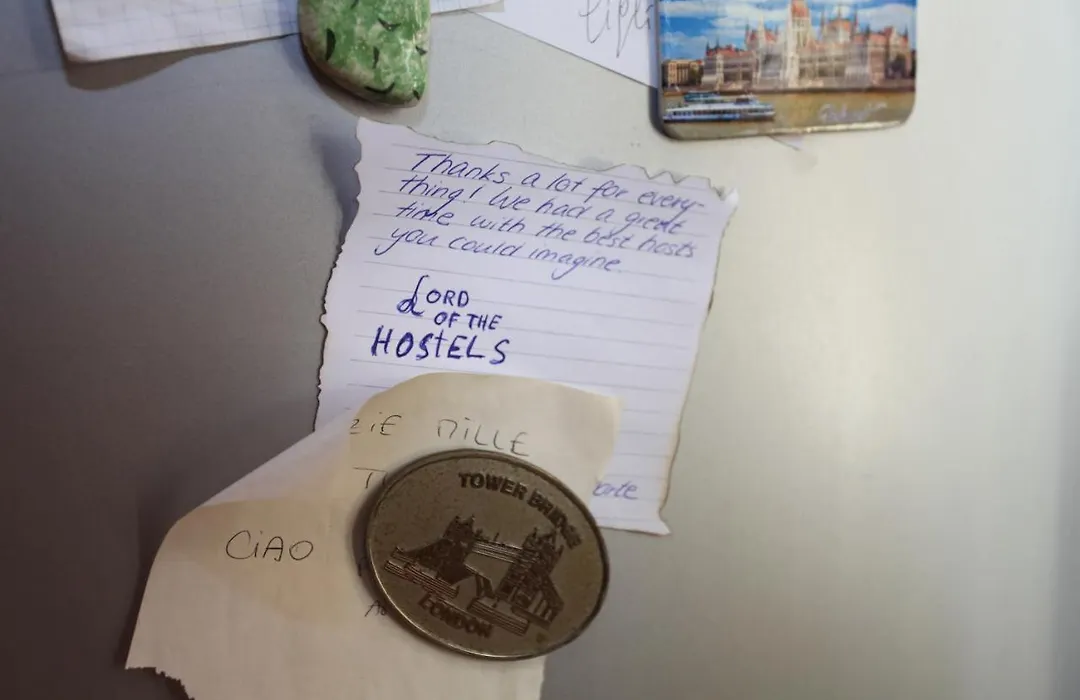 Thanks a lot for every-
thing! We had a great
time with the best hosts
you could imagine.
LORD
OF THE
HOSTELS
ZIE MILLE
CIAO
TOWER BRIDGE
LONDON